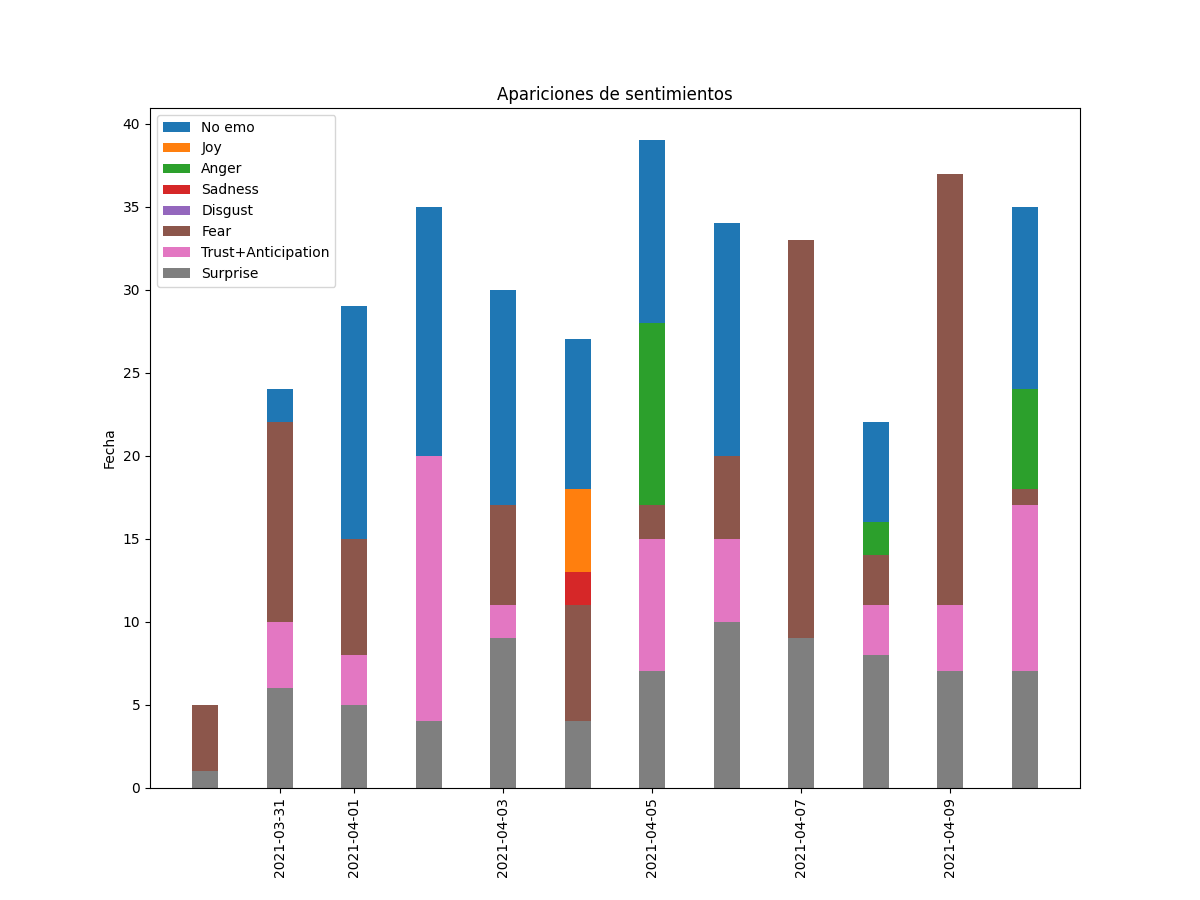 Apariciones de sentimientos
No emo
Joy
Anger
Sadness
Disgust
Fear
Trust+Anticipation
Surprise
40
35
30
25
20
15
10
5
0
Fecha
2021-03-31
2021-04-01
2021-04-03
2021-04-05
2021-04-07
2021-04-09